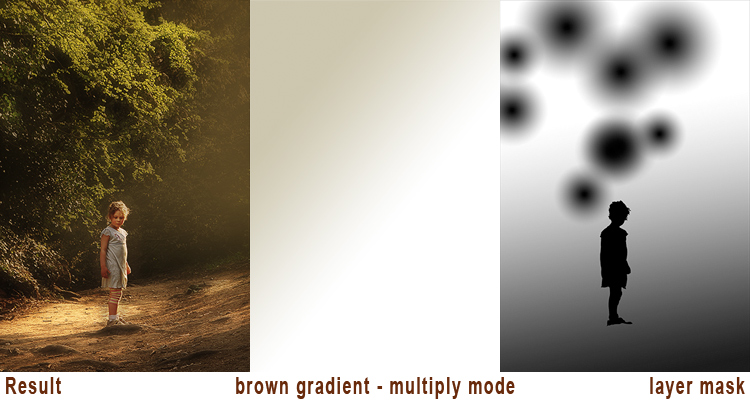 Result
brown gradient - multiply mode
layer mask